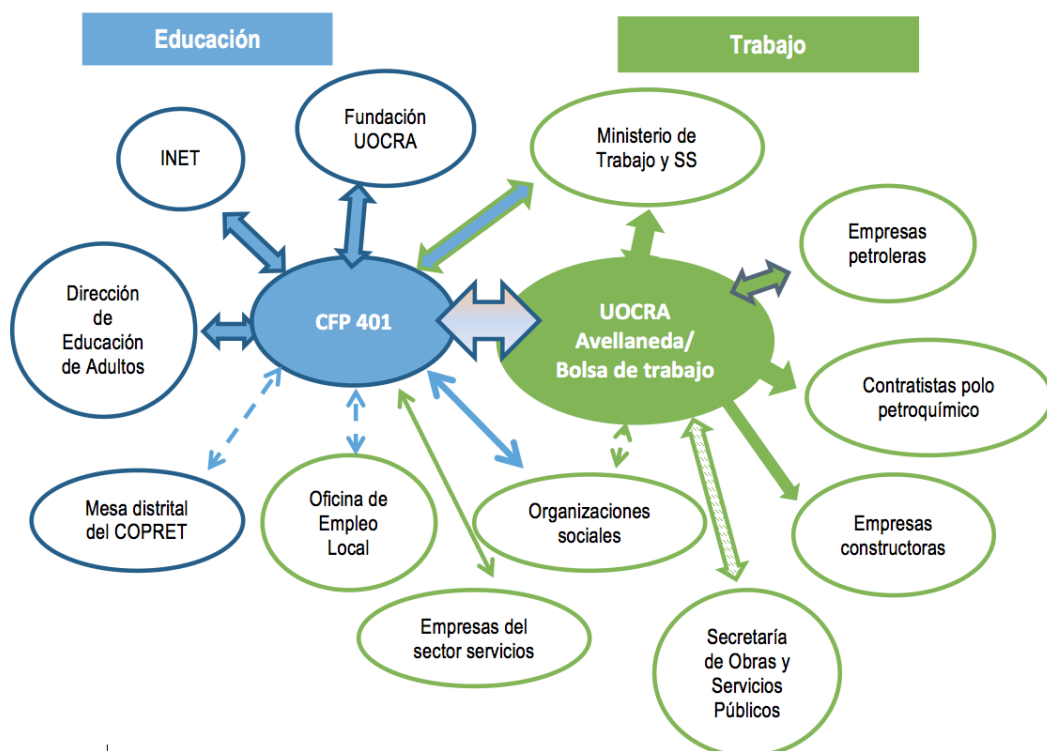 Educación
Trabajo
Fundación
UOCRA
INET
Ministerio de
Trabajo y SS
Empresas
petroleras
Dirección
de
Educación
de Adultos
CFP 401
UOCRA
Avellaneda/
Bolsa de trabajo
Contratistas polo
petroquímico
Mesa distrital
del COPRET
Oficina de
Empleo
Local
Organizaciones
sociales
Empresas
constructoras
Empresas del
sector servicios
Secretaría
de Obras y
Servicios
Públicos